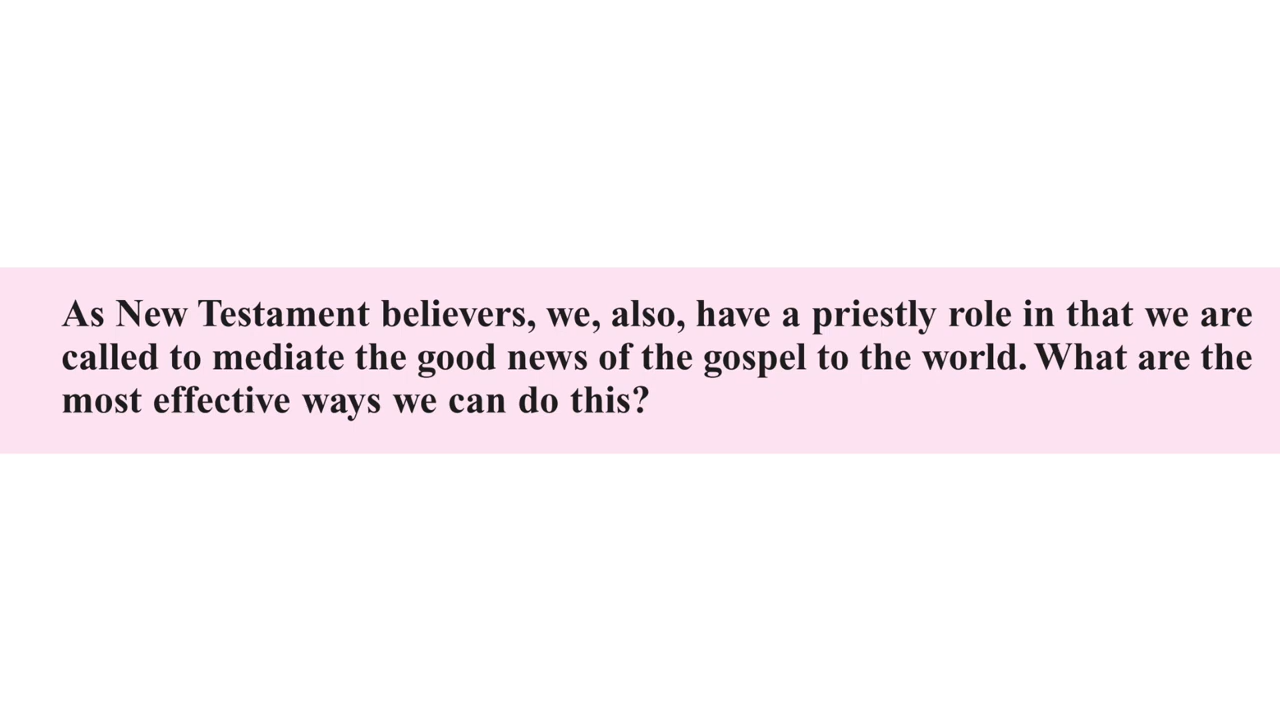 As New Testament believers, we, also, have a priestly role in that we are
called to mediate the good news of the gospel to the world. What are the
most effective ways we can do this?